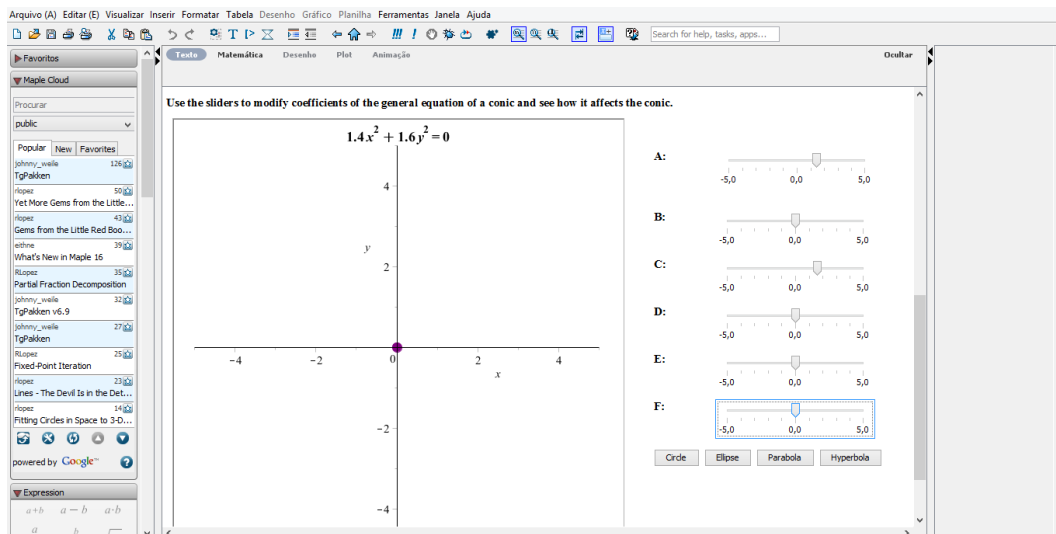 Arquivo (A) Editar (E) Visualizar Inserir Formatar Tabela Desenho Gráfico Planilha Ferramentas Janela Ajuda
Search for help, tasks, apps...
Favoritos
Texto Matemática Desenho Plot Animação Ocultar
Maple Cloud
Procurar
public
Popular New Favorites
johnny_weile 126
TgPakken
rlopez 50
Yet More Gems from the Little...
rlopez 43
Gems from the Little Red Boo...
eithne 39
What's New in Maple 16
RLopez 35
Partial Fraction Decomposition
johnny_weile 32
TgPakken v6.9
johnny_weile 27
TgPakken
RLopez 25
Fixed-Point Iteration
rlopez 23
Lines - The Devil Is in the Det...
rlopez 14
Fitting Circles in Space to 3-D...
powered by Google™
Expression
a+b a−b a·b
a b
Use the sliders to modify coefficients of the general equation of a conic and see how it affects the conic.
1.4 x² + 1.6 y² = 0
4
y
2
−4 −2 0 2 4
x
−2
−4
A:
-5,0 0,0 5,0
B:
-5,0 0,0 5,0
C:
-5,0 0,0 5,0
D:
-5,0 0,0 5,0
E:
-5,0 0,0 5,0
F:
-5,0 0,0 5,0
Circle Ellipse Parabola Hyperbola